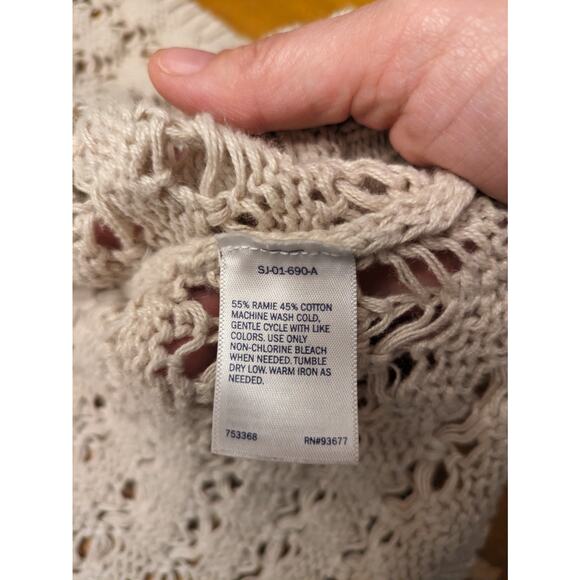 SJ-01-690-A
55% RAMIE 45% COTTON
MACHINE WASH COLD,
GENTLE CYCLE WITH LIKE
COLORS. USE ONLY
NON-CHLORINE BLEACH
WHEN NEEDED. TUMBLE
DRY LOW. WARM IRON AS
NEEDED.
753368 RN#93677